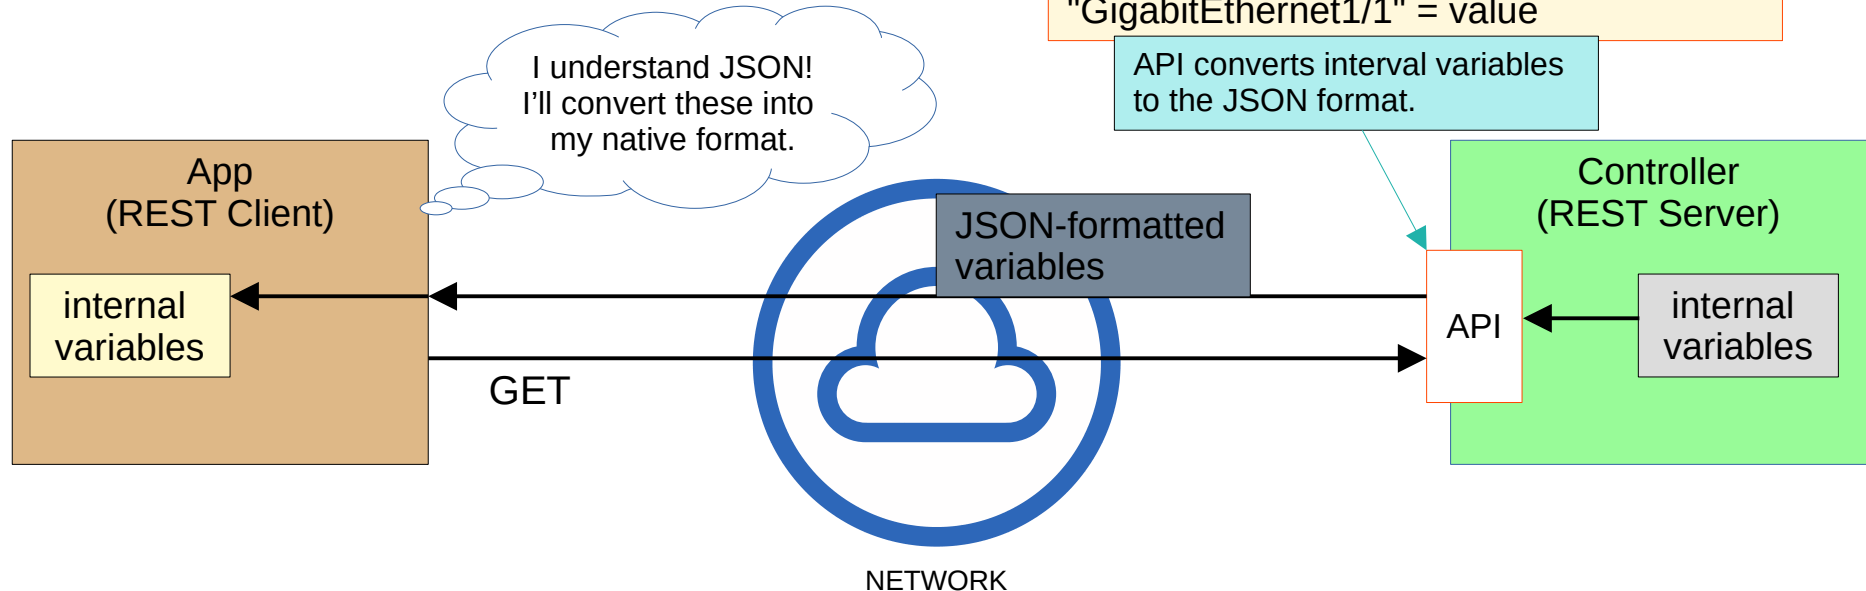 "GigabitEthernet1/1" = value
I understand JSON!
I’ll convert these into
my native format.
API converts interval variables
to the JSON format.
App
(REST Client)
Controller
(REST Server)
JSON-formatted
variables
internal
variables
API
internal
variables
GET
NETWORK